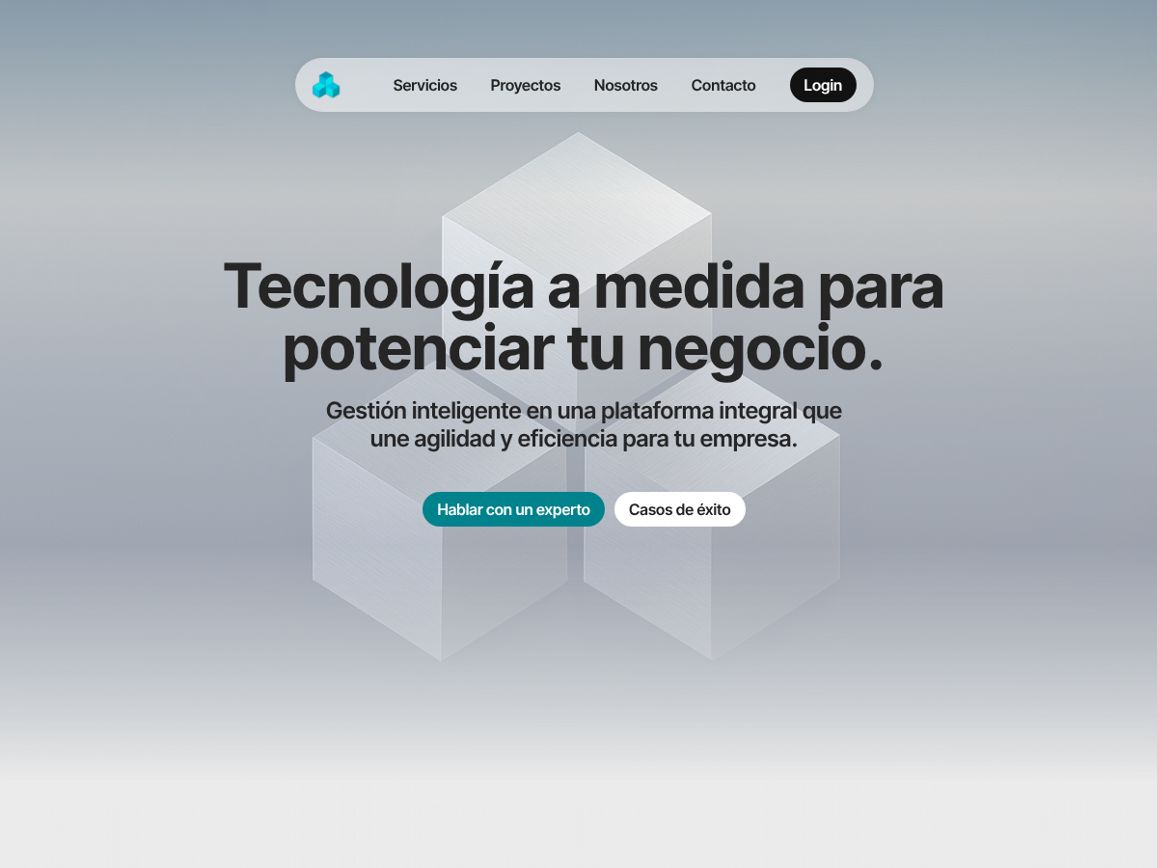 Servicios Proyectos Nosotros Contacto Login
Tecnología a medida para
potenciar tu negocio.
Gestión inteligente en una plataforma integral que
une agilidad y eficiencia para tu empresa.
Hablar con un experto Casos de éxito